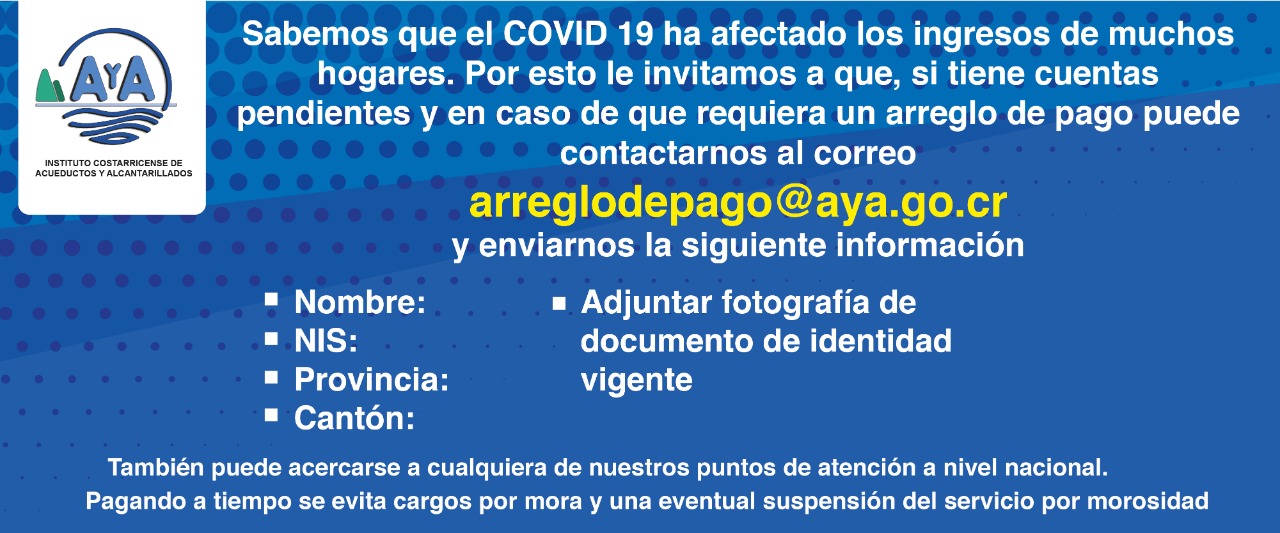 AyA
INSTITUTO COSTARRICENSE DE
ACUEDUCTOS Y ALCANTARILLADOS
Sabemos que el COVID 19 ha afectado los ingresos de muchos
hogares. Por esto le invitamos a que, si tiene cuentas
pendientes y en caso de que requiera un arreglo de pago puede
contactarnos al correo
arreglodepago@aya.go.cr
y enviarnos la siguiente información
Nombre:
NIS:
Provincia:
Cantón:
Adjuntar fotografía de
documento de identidad
vigente
También puede acercarse a cualquiera de nuestros puntos de atención a nivel nacional.
Pagando a tiempo se evita cargos por mora y una eventual suspensión del servicio por morosidad